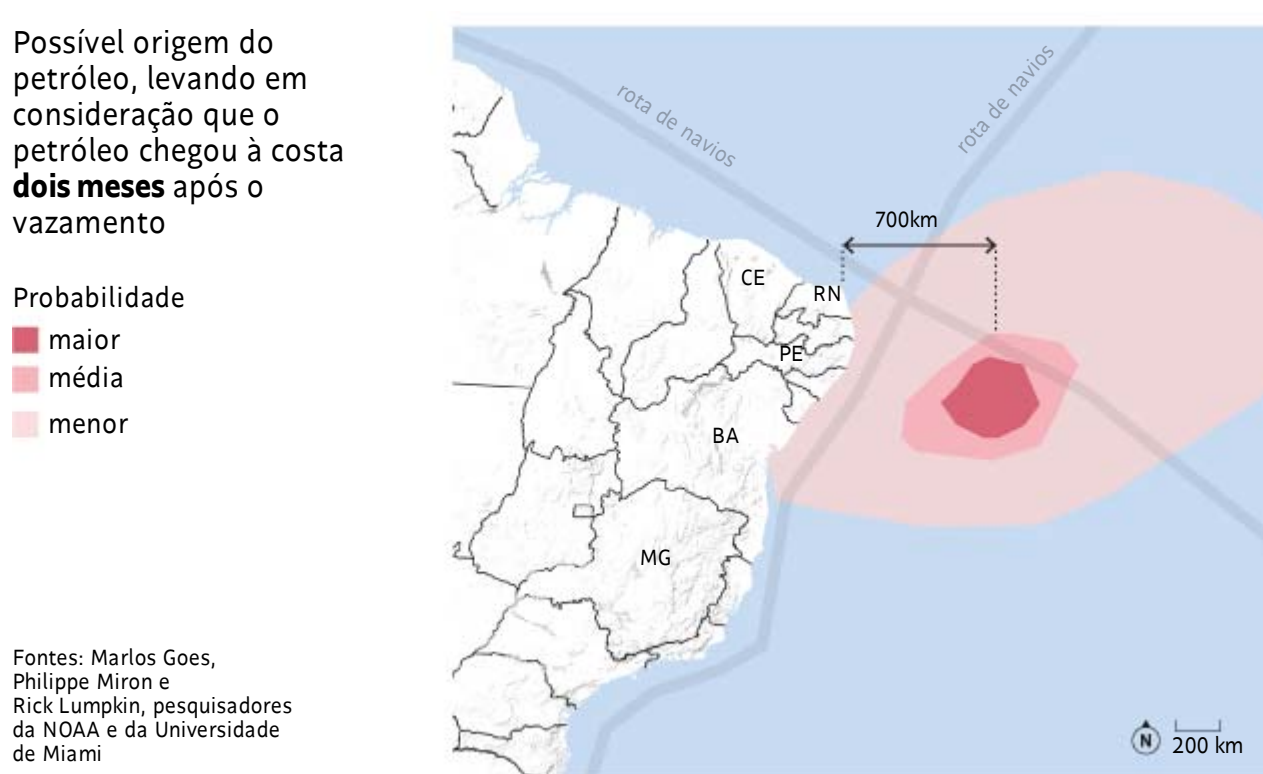 Possível origem do
petróleo, levando em
consideração que o
petróleo chegou à costa
dois meses após o
vazamento
Probabilidade
maior
média
menor
Fontes: Marlos Goes,
Philippe Miron e
Rick Lumpkin, pesquisadores
da NOAA e da Universidade
de Miami
rota de navios
rota de navios
700km
CE
RN
PE
BA
MG
N
200 km